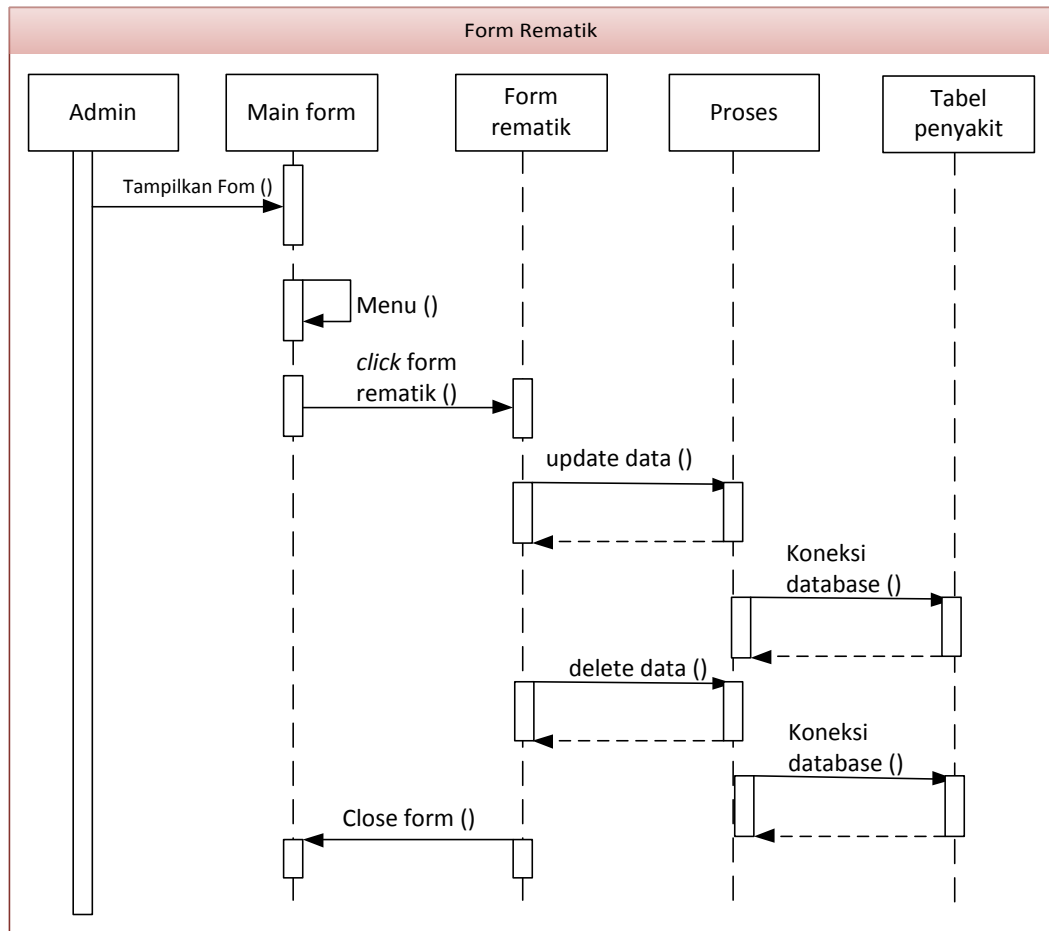 Form Rematik
Admin
Main form
Form
rematik
Proses
Tabel
penyakit
Tampilkan Fom ()
Menu ()
click form
rematik ()
update data ()
Koneksi
database ()
delete data ()
Koneksi
database ()
Close form ()